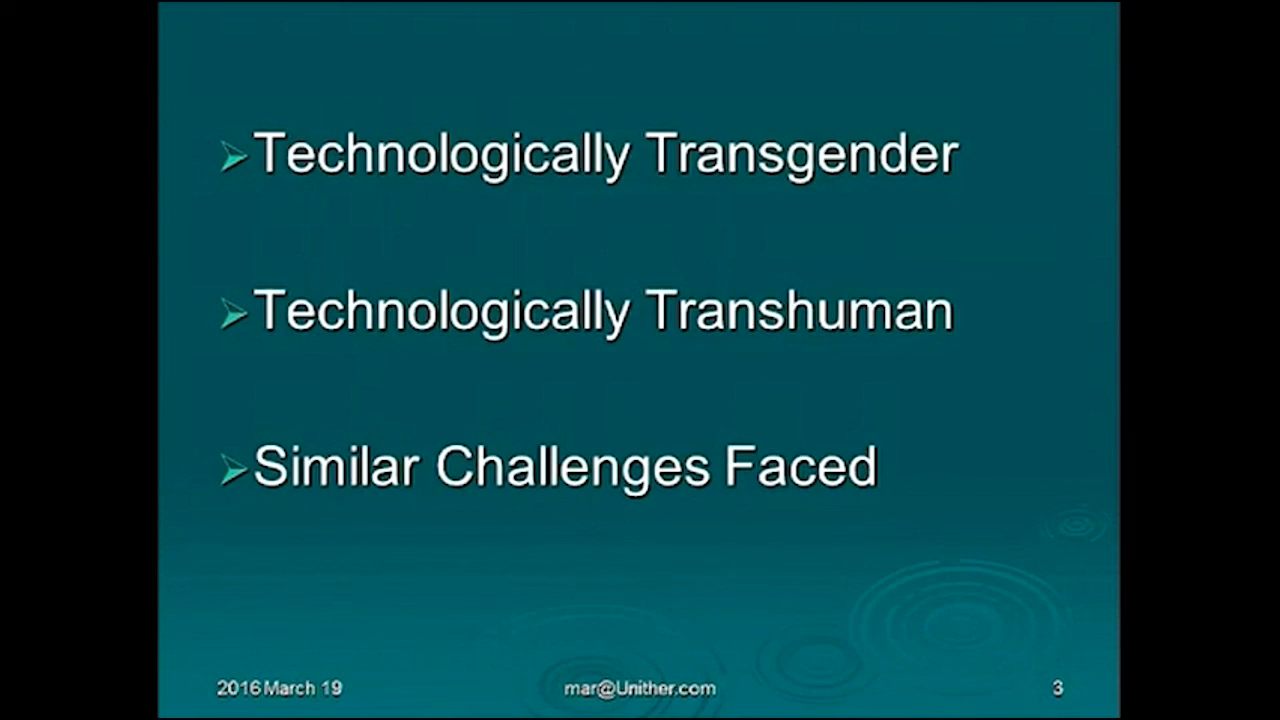 Technologically Transgender
Technologically Transhuman
Similar Challenges Faced
2016 March 19 mar@Unither.com 3